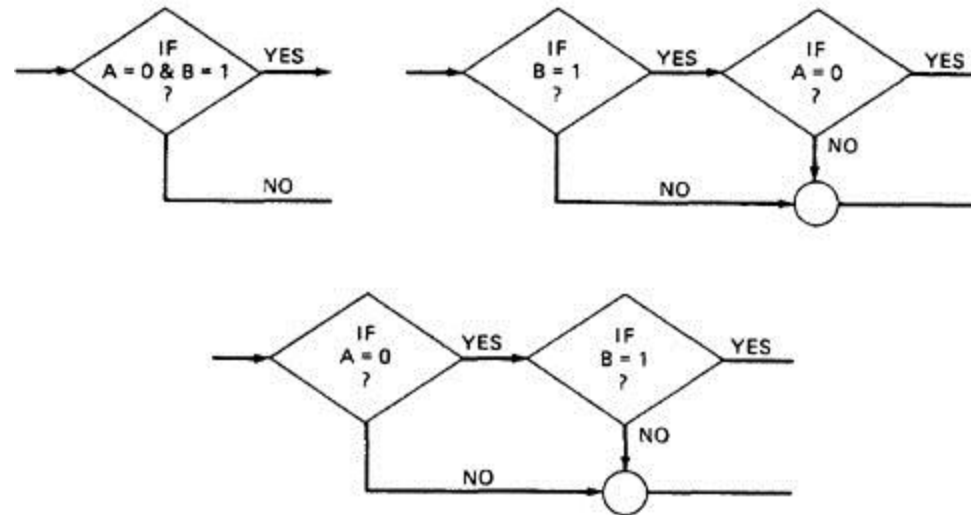 IF
A = 0 & B = 1
?
YES
NO
IF
B = 1
?
YES
NO
IF
A = 0
?
YES
NO
IF
A = 0
?
YES
NO
IF
B = 1
?
YES
NO